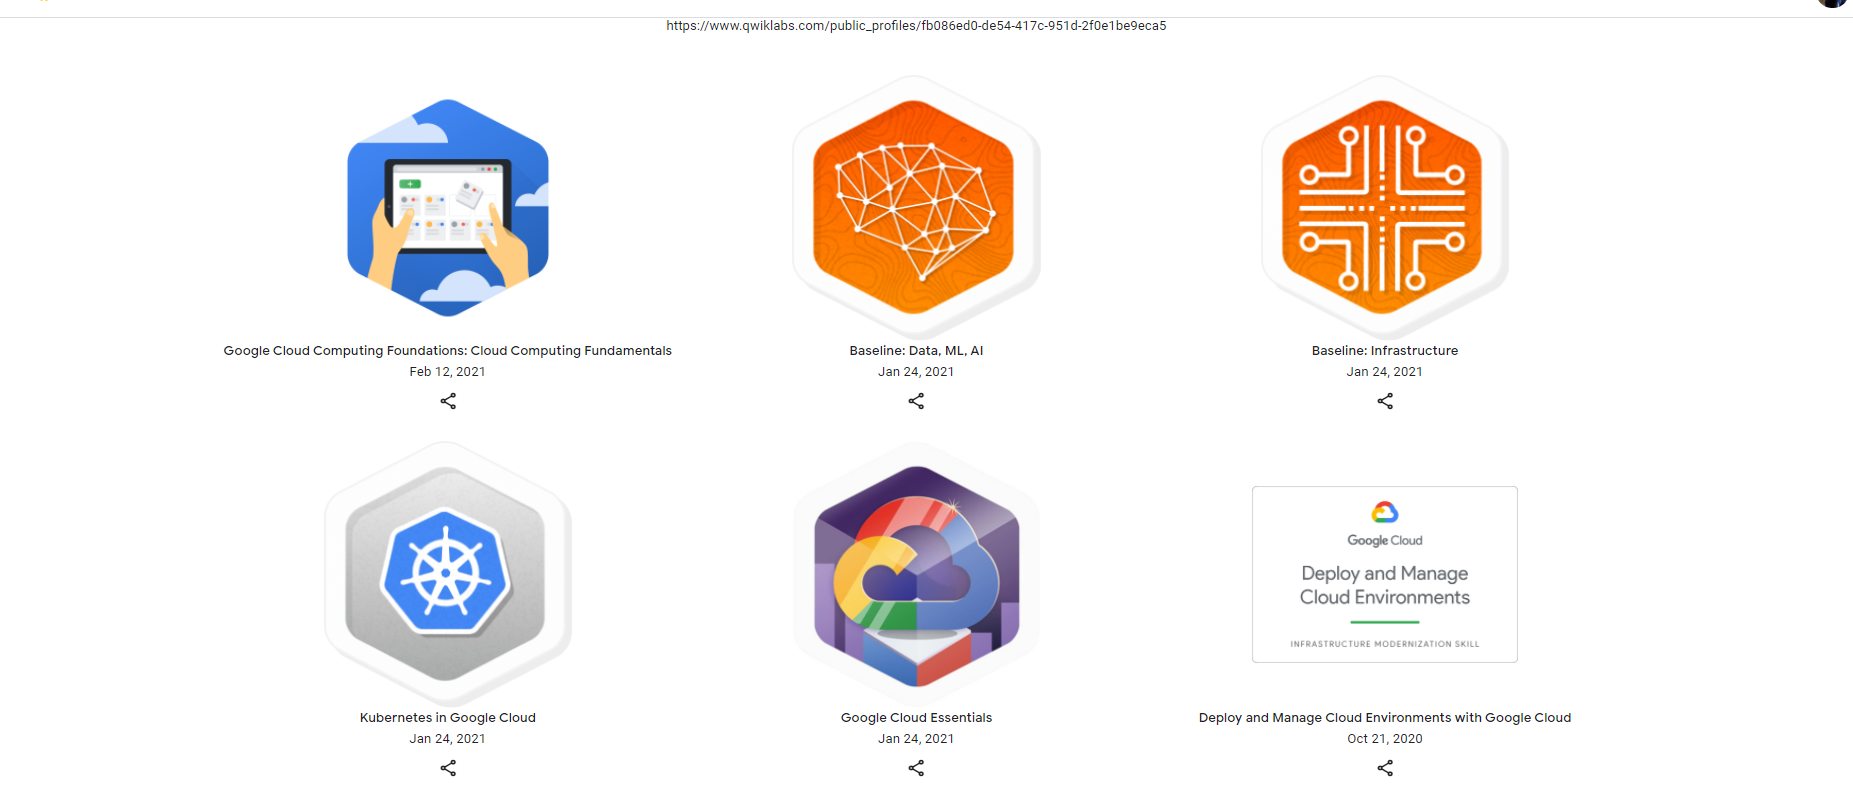 https://www.qwiklabs.com/public_profiles/fb086ed0-de54-417c-951d-2f0e1be9eca5
Google Cloud Computing Foundations: Cloud Computing Fundamentals
Feb 12, 2021
Baseline: Data, ML, AI
Jan 24, 2021
Baseline: Infrastructure
Jan 24, 2021
Google Cloud
Deploy and Manage
Cloud Environments
INFRASTRUCTURE MODERNIZATION SKILL
Kubernetes in Google Cloud
Jan 24, 2021
Google Cloud Essentials
Jan 24, 2021
Deploy and Manage Cloud Environments with Google Cloud
Oct 21, 2020